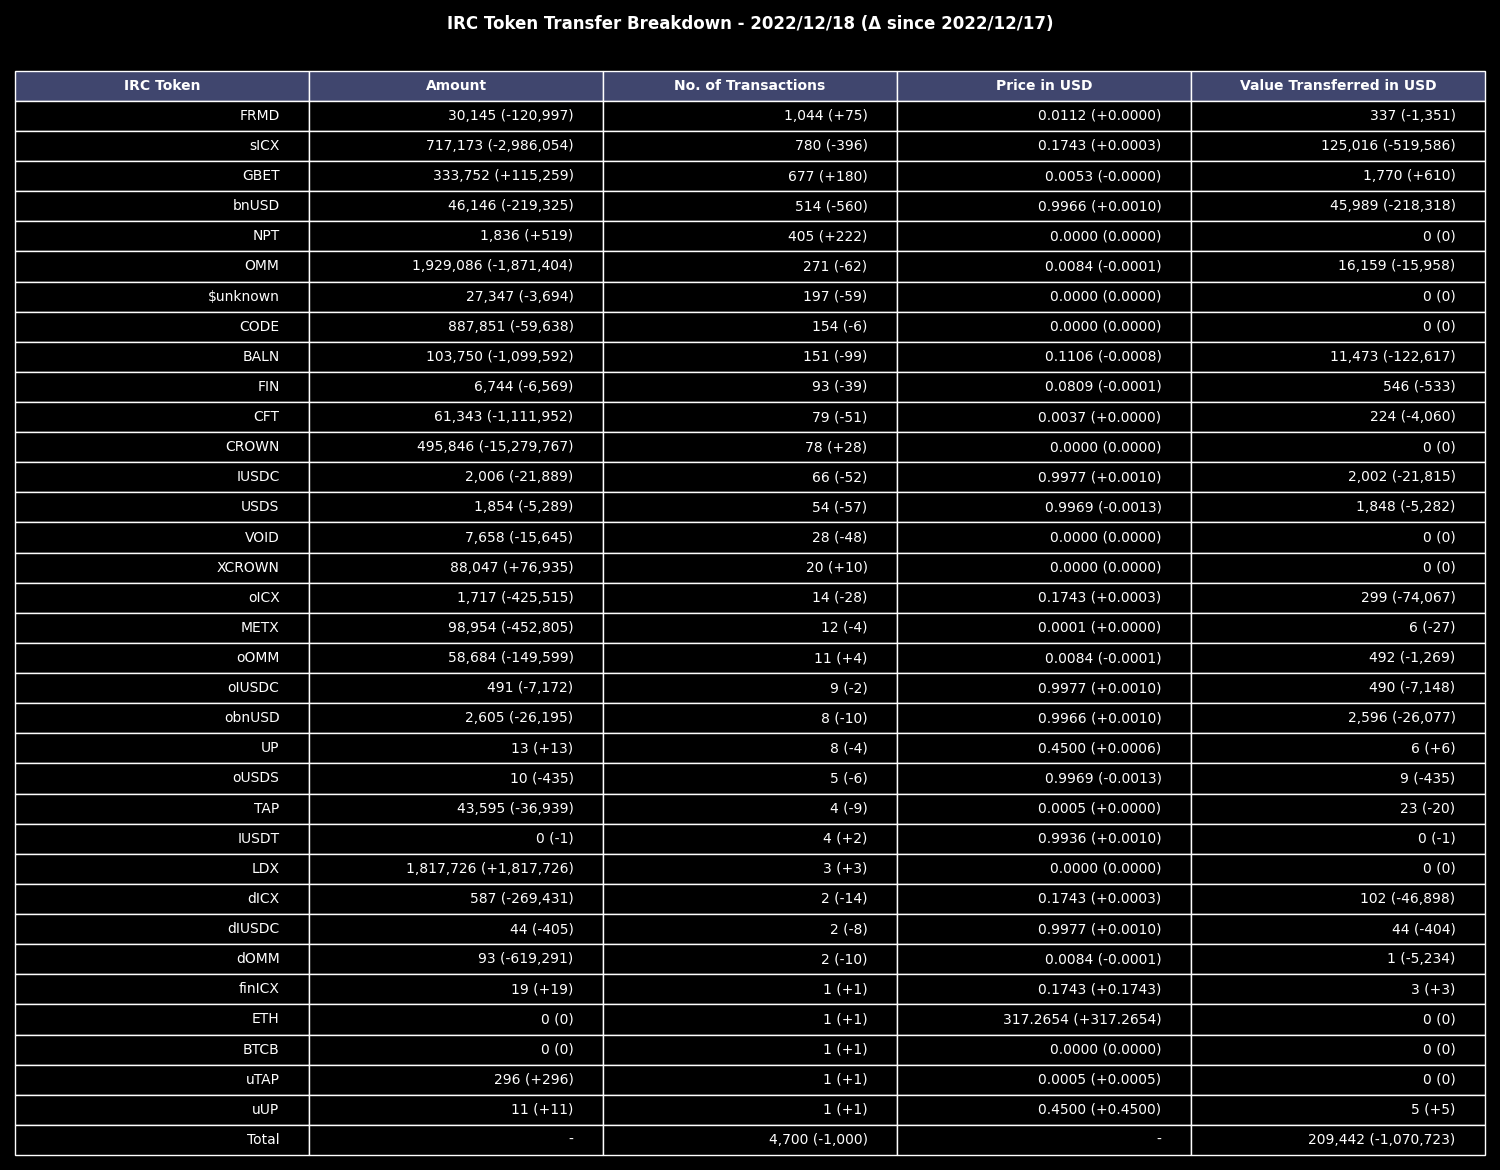 IRC Token Transfer Breakdown - 2022/12/18 (Δ since 2022/12/17)
IRC Token Amount No. of Transactions Price in USD Value Transferred in USD
FRMD 30,145 (-120,997) 1,044 (+75) 0.0112 (+0.0000) 337 (-1,351)
sICX 717,173 (-2,986,054) 780 (-396) 0.1743 (+0.0003) 125,016 (-519,586)
GBET 333,752 (+115,259) 677 (+180) 0.0053 (-0.0000) 1,770 (+610)
bnUSD 46,146 (-219,325) 514 (-560) 0.9966 (+0.0010) 45,989 (-218,318)
NPT 1,836 (+519) 405 (+222) 0.0000 (0.0000) 0 (0)
OMM 1,929,086 (-1,871,404) 271 (-62) 0.0084 (-0.0001) 16,159 (-15,958)
$unknown 27,347 (-3,694) 197 (-59) 0.0000 (0.0000) 0 (0)
CODE 887,851 (-59,638) 154 (-6) 0.0000 (0.0000) 0 (0)
BALN 103,750 (-1,099,592) 151 (-99) 0.1106 (-0.0008) 11,473 (-122,617)
FIN 6,744 (-6,569) 93 (-39) 0.0809 (-0.0001) 546 (-533)
CFT 61,343 (-1,111,952) 79 (-51) 0.0037 (+0.0000) 224 (-4,060)
CROWN 495,846 (-15,279,767) 78 (+28) 0.0000 (0.0000) 0 (0)
IUSDC 2,006 (-21,889) 66 (-52) 0.9977 (+0.0010) 2,002 (-21,815)
USDS 1,854 (-5,289) 54 (-57) 0.9969 (-0.0013) 1,848 (-5,282)
VOID 7,658 (-15,645) 28 (-48) 0.0000 (0.0000) 0 (0)
XCROWN 88,047 (+76,935) 20 (+10) 0.0000 (0.0000) 0 (0)
oICX 1,717 (-425,515) 14 (-28) 0.1743 (+0.0003) 299 (-74,067)
METX 98,954 (-452,805) 12 (-4) 0.0001 (+0.0000) 6 (-27)
oOMM 58,684 (-149,599) 11 (+4) 0.0084 (-0.0001) 492 (-1,269)
oIUSDC 491 (-7,172) 9 (-2) 0.9977 (+0.0010) 490 (-7,148)
obnUSD 2,605 (-26,195) 8 (-10) 0.9966 (+0.0010) 2,596 (-26,077)
UP 13 (+13) 8 (-4) 0.4500 (+0.0006) 6 (+6)
oUSDS 10 (-435) 5 (-6) 0.9969 (-0.0013) 9 (-435)
TAP 43,595 (-36,939) 4 (-9) 0.0005 (+0.0000) 23 (-20)
IUSDT 0 (-1) 4 (+2) 0.9936 (+0.0010) 0 (-1)
LDX 1,817,726 (+1,817,726) 3 (+3) 0.0000 (0.0000) 0 (0)
dICX 587 (-269,431) 2 (-14) 0.1743 (+0.0003) 102 (-46,898)
dIUSDC 44 (-405) 2 (-8) 0.9977 (+0.0010) 44 (-404)
dOMM 93 (-619,291) 2 (-10) 0.0084 (-0.0001) 1 (-5,234)
finICX 19 (+19) 1 (+1) 0.1743 (+0.1743) 3 (+3)
ETH 0 (0) 1 (+1) 317.2654 (+317.2654) 0 (0)
BTCB 0 (0) 1 (+1) 0.0000 (0.0000) 0 (0)
uTAP 296 (+296) 1 (+1) 0.0005 (+0.0005) 0 (0)
uUP 11 (+11) 1 (+1) 0.4500 (+0.4500) 5 (+5)
Total - 4,700 (-1,000) - 209,442 (-1,070,723)